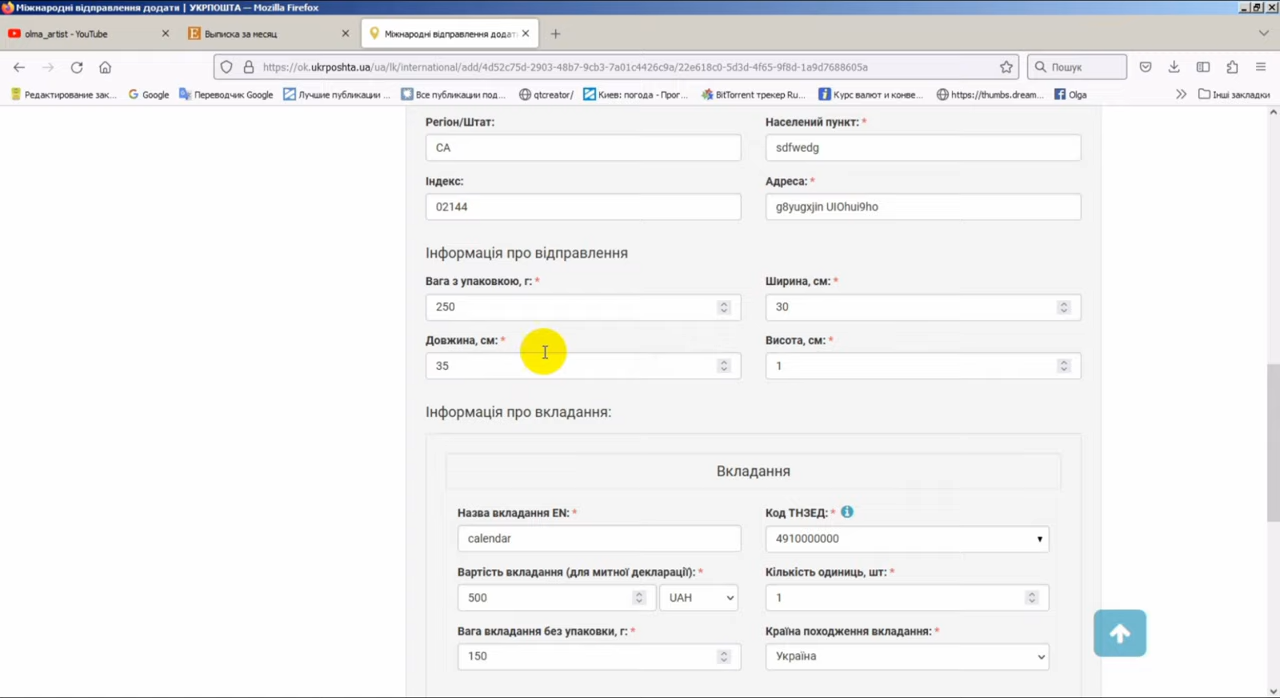 Міжнародні відправлення додати | УКРПОШТА — Mozilla Firefox
olma_artist - YouTube
Выписка за месяц
Міжнародні відправлення додат
https://ok.ukrposhta.ua/ua/lk/international/add/4d52c75d-2903-48b7-9cb3-7a01c4426c9a/22e618c0-5d3d-4f65-9f8d-1a9d7688605a
Пошук
Редактирование зак...
Google
Переводчик Google
Лучшие публикации ...
Все публикации под...
qtcreator/
Киев: погода - Прог...
BitTorrent трекер Ru...
Курс валют и конве...
https://thumbs.dream...
Olga
Інші закладки
Регіон/Штат:
Населений пункт: *
CA
sdfwedg
Індекс:
Адреса: *
02144
g8yugxjin UIOhui9ho
Інформація про відправлення
Вага з упаковкою, г: *
Ширина, см: *
250
30
Довжина, см: *
Висота, см: *
35
1
Інформація про вкладання:
Вкладання
Назва вкладання EN: *
Код ТНЗЕД: *
calendar
4910000000
Вартість вкладання (для митної декларації): *
Кількість одиниць, шт: *
500
UAH
1
Вага вкладання без упаковки, г: *
Країна походження вкладання: *
150
Україна